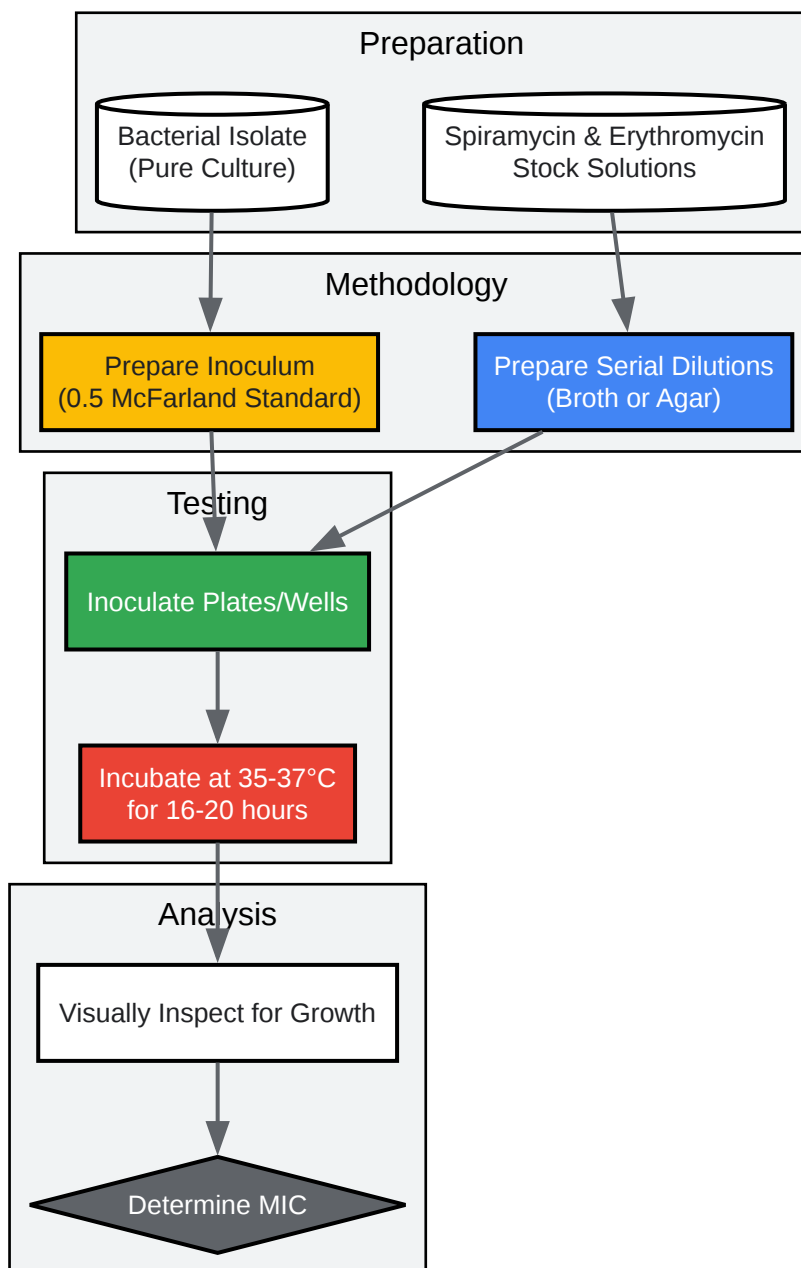 Preparation
Bacterial Isolate
(Pure Culture)
Spiramycin & Erythromycin
Stock Solutions
Methodology
Prepare Inoculum
(0.5 McFarland Standard)
Prepare Serial Dilutions
(Broth or Agar)
Testing
Inoculate Plates/Wells
Incubate at 35-37°C
for 16-20 hours
Analysis
Visually Inspect for Growth
Determine MIC